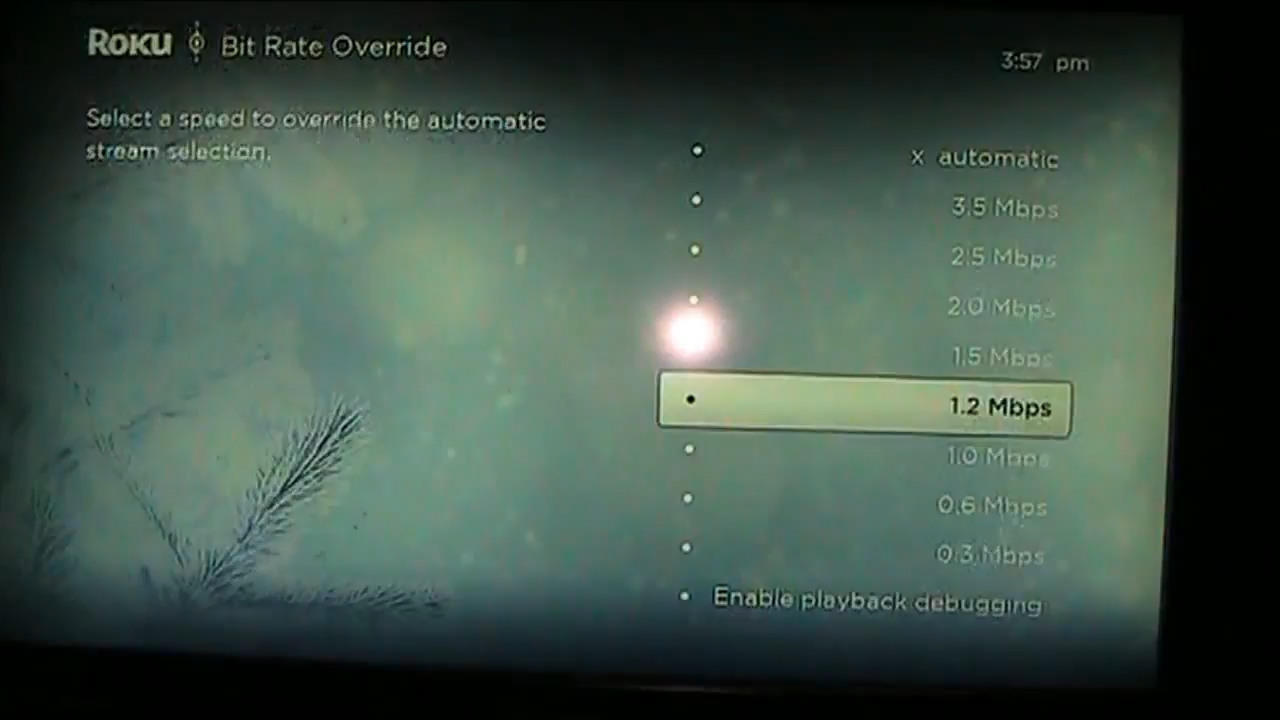 Roku Bit Rate Override
3:57 pm
Select a speed to override the automatic
stream selection.
x automatic
3.5 Mbps
2.5 Mbps
2.0 Mbps
1.5 Mbps
1.2 Mbps
1.0 Mbps
0.6 Mbps
0.3 Mbps
Enable playback debugging